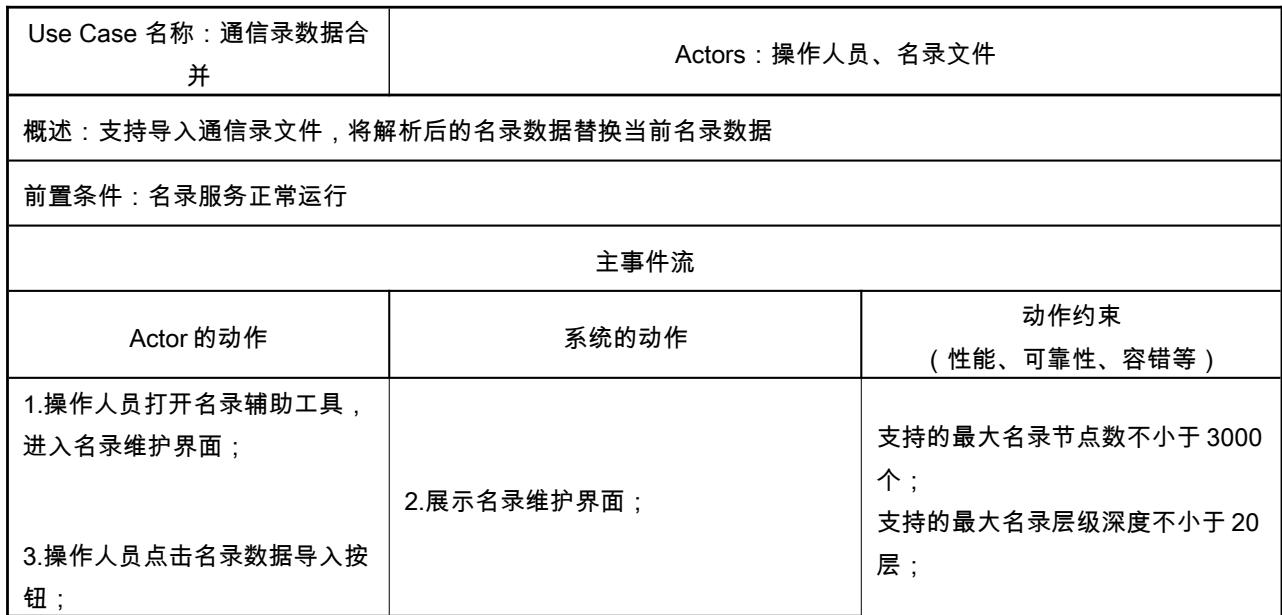 Use Case 名称：通信录数据合
并
Actors：操作人员、名录文件
概述：支持导入通信录文件，将解析后的名录数据替换当前名录数据
前置条件：名录服务正常运行
主事件流
Actor 的动作
系统的动作
动作约束
（性能、可靠性、容错等）
1.操作人员打开名录辅助工具，
进入名录维护界面；
3.操作人员点击名录数据导入按
钮；
2.展示名录维护界面；
支持的最大名录节点数不小于 3000
个；
支持的最大名录层级深度不小于 20
层；